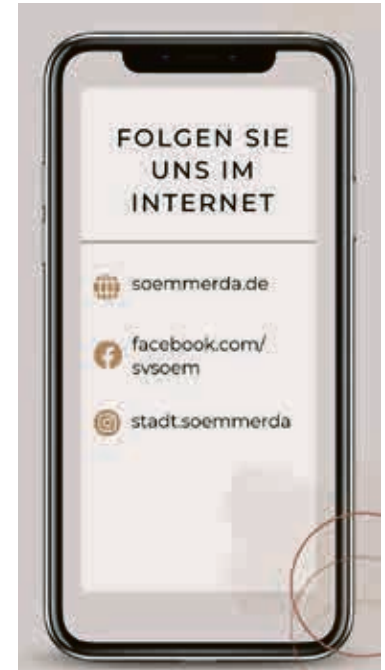 FOLGEN SIE
UNS IM
INTERNET
soemmerda.de
facebook.com/
svsoem
stadt.soemmerda